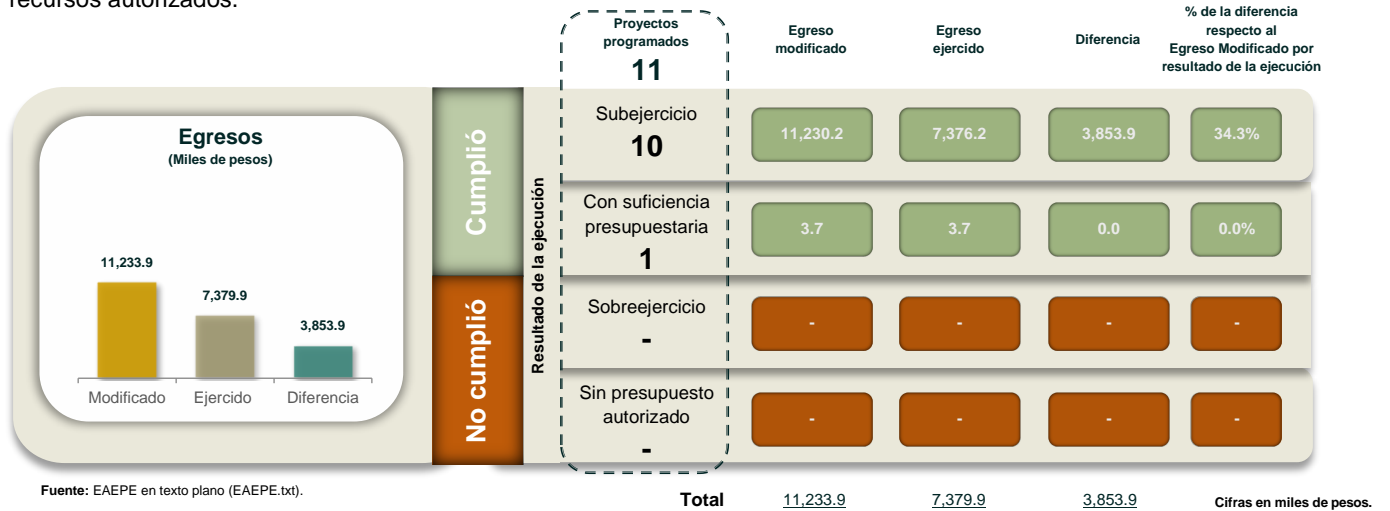 recursos autorizados.
Proyectos
programados
11
Egreso
modificado
Egreso
ejercido
Diferencia
% de la diferencia
respecto al
Egreso Modificado por
resultado de la ejecución
Egresos
(Miles de pesos)
11,233.9
7,379.9
3,853.9
Modificado
Ejercido
Diferencia
Cumplió
No cumplió
Resultado de la ejecución
Subejercicio
10
11,230.2
7,376.2
3,853.9
34.3%
Con suficiencia
presupuestaria
1
3.7
3.7
0.0
0.0%
Sobreejercicio
-
-
-
-
-
Sin presupuesto
autorizado
-
-
-
-
-
Fuente: EAEPE en texto plano (EAEPE.txt).
Total
11,233.9
7,379.9
3,853.9
Cifras en miles de pesos.